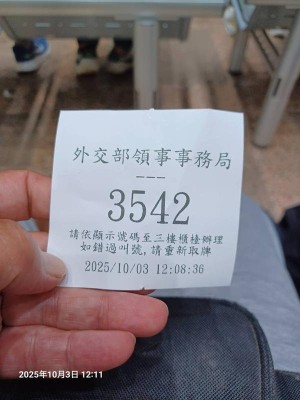 外交部領事事務局
---
3542
請依顯示號碼至三樓櫃檯辦理
如錯過叫號,請重新取牌
2025/10/03 12:08:36
2025年10月3日 12:11